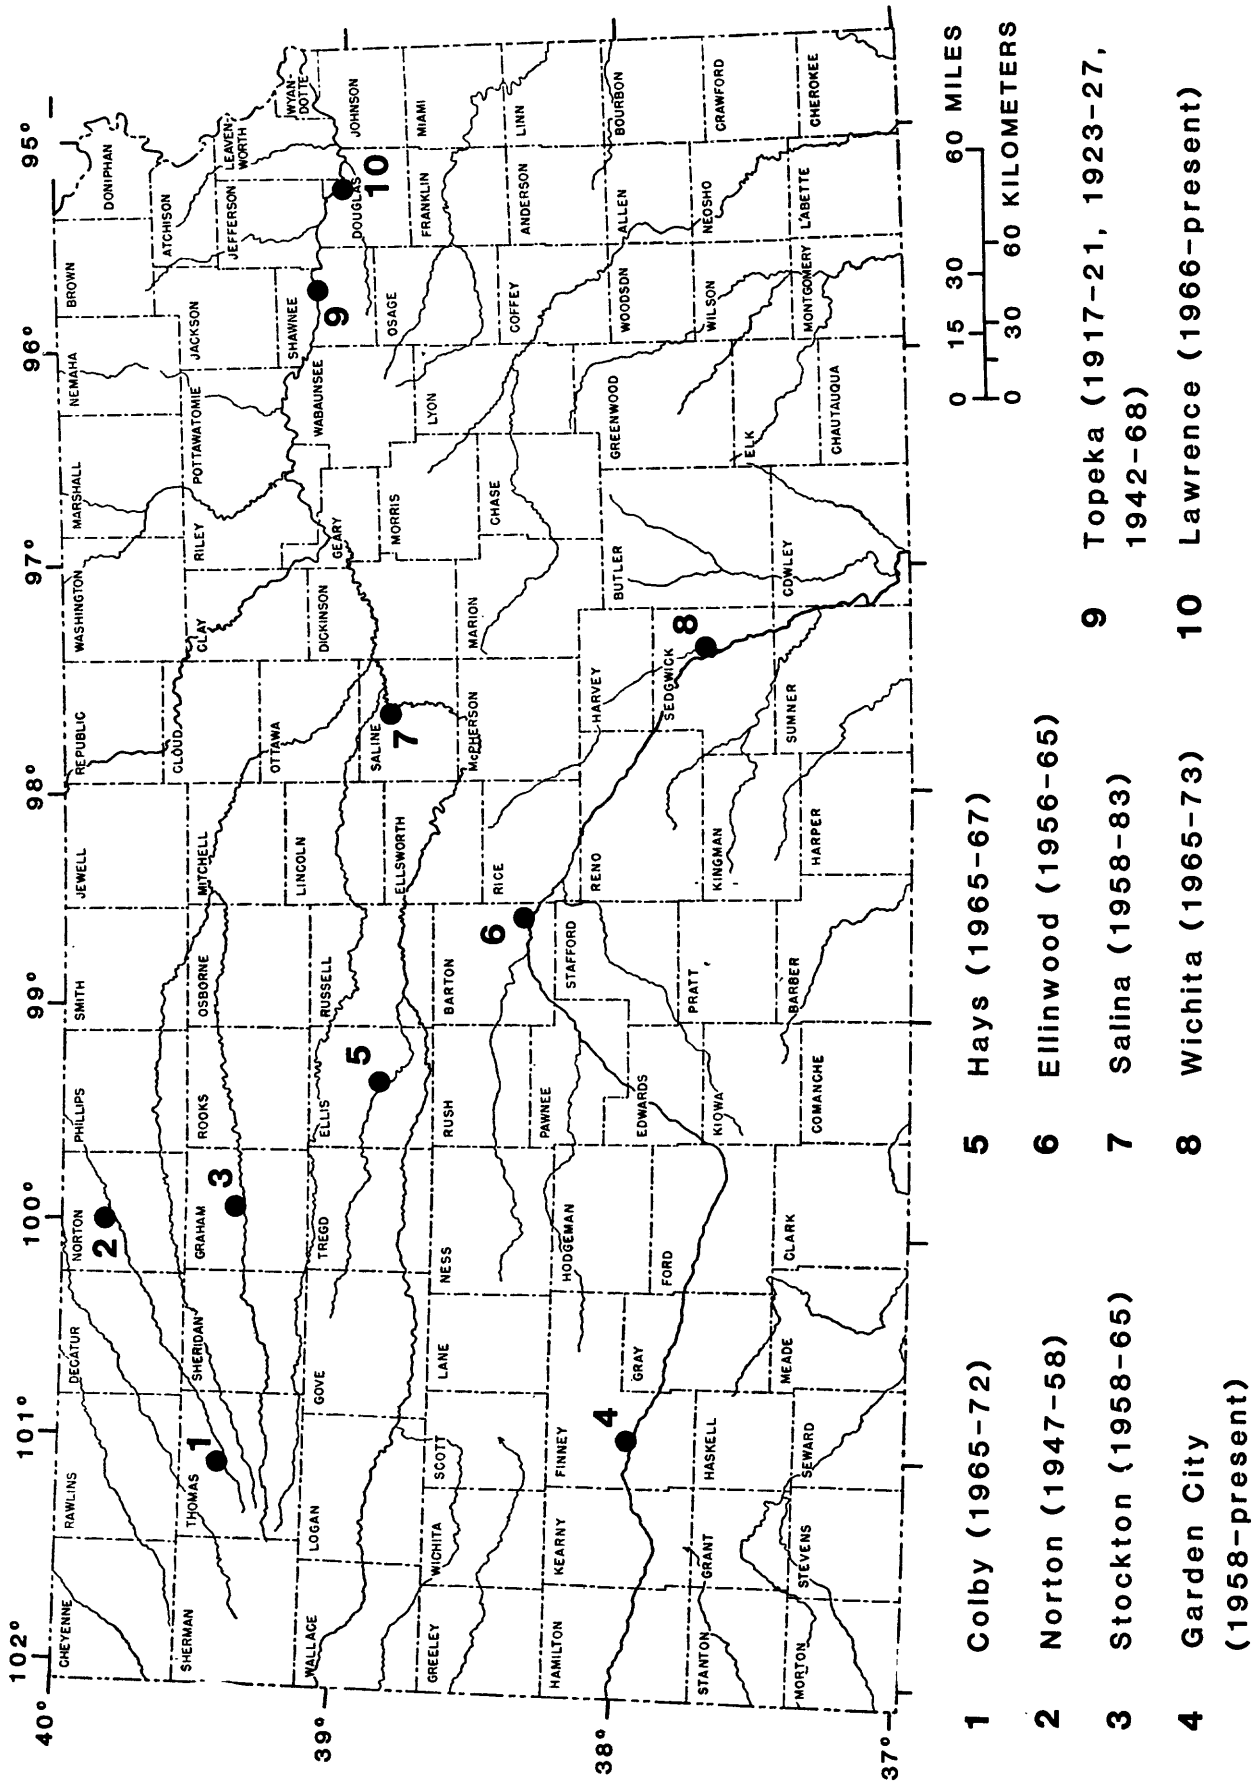 102°
101°
100°
99°
98°
97°
96°
95°
40°
39°
38°
37°
CHEYENNE
RAWLINS
DECATUR
NORTON
PHILLIPS
SMITH
JEWELL
REPUBLIC
WASHINGTON
MARSHALL
NEMAHA
BROWN
DONIPHAN
2
SHERMAN
THOMAS
1
SHERIDAN
GRAHAM
3
ROOKS
OSBORNE
MITCHELL
CLOUD
CLAY
RILEY
POTTAWATOMIE
JACKSON
ATCHISON
JEFFERSON
LEAVEN-
WORTH
WYAN-
DOTTE
OTTAWA
WALLACE
LOGAN
GOVE
TREGO
ELLIS
5
RUSSELL
LINCOLN
SALINE
7
DICKINSON
GEARY
WABAUNSEE
SHAWNEE
9
DOUGLAS
10
JOHNSON
ELLSWORTH
MORRIS
OSAGE
FRANKLIN
MIAMI
GREELEY
WICHITA
SCOTT
LANE
NESS
RUSH
BARTON
6
RICE
McPHERSON
MARION
CHASE
LYON
COFFEY
ANDERSON
LINN
HAMILTON
KEARNY
FINNEY
4
HODGEMAN
PAWNEE
STAFFORD
RENO
HARVEY
BUTLER
GREENWOOD
WOODSON
ALLEN
BOURBON
GRAY
FORD
EDWARDS
SEDGWICK
8
STANTON
GRANT
HASKELL
KIOWA
PRATT
KINGMAN
WILSON
NEOSHO
CRAWFORD
ELK
MORTON
STEVENS
SEWARD
MEADE
CLARK
COMANCHE
BARBER
HARPER
SUMNER
COWLEY
CHAUTAUQUA
MONTGOMERY
LABETTE
CHEROKEE
0 15 30 60 MILES
0 30 60 KILOMETERS
1 Colby (1965-72)
2 Norton (1947-58)
3 Stockton (1958-65)
4 Garden City
(1958-present)
5 Hays (1965-67)
6 Ellinwood (1956-65)
7 Salina (1958-83)
8 Wichita (1965-73)
9 Topeka (1917-21, 1923-27,
1942-68)
10 Lawrence (1966-present)